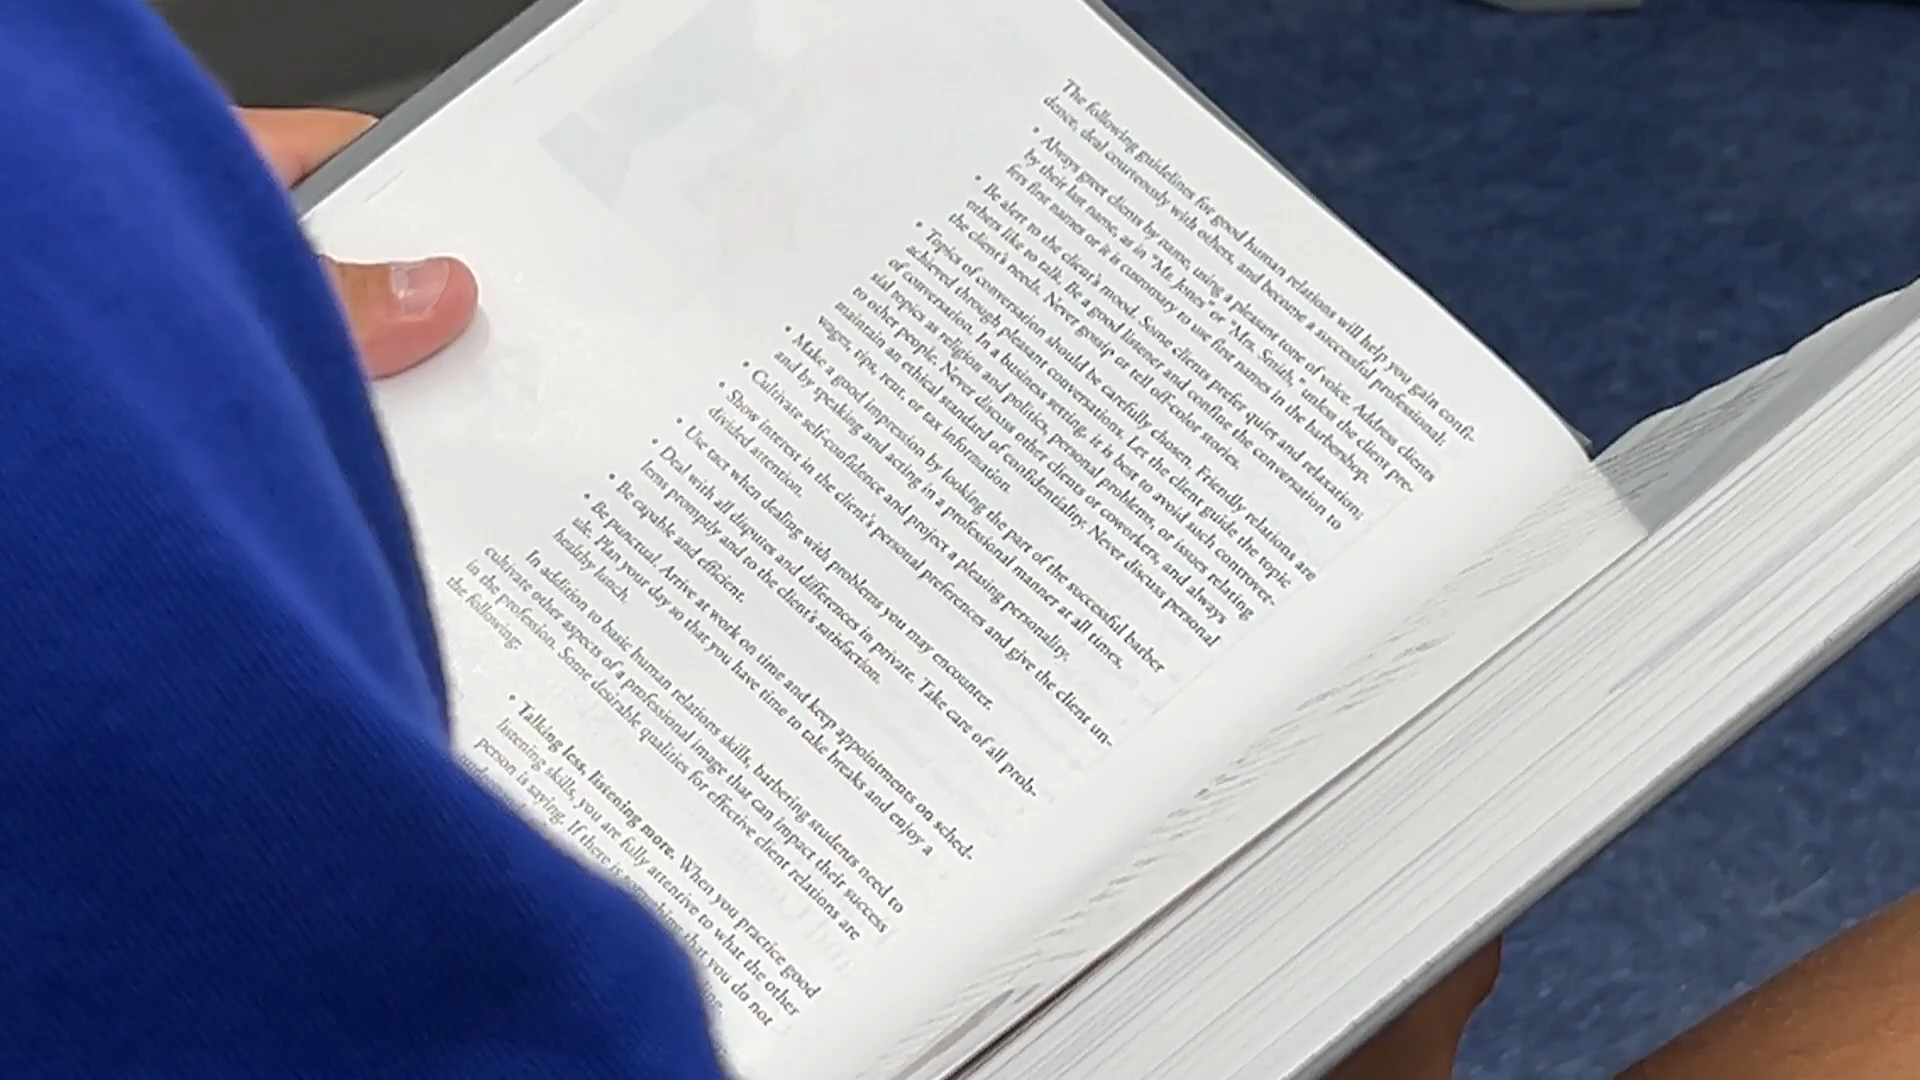 The following guidelines for good human relations will help you gain confi-
dence, deal courteously with others, and become a successful professional:
• Always greet clients by name, using a pleasant tone of voice. Address clients
by their last name, as in "Mr. Jones" or "Mrs. Smith," unless the client pre-
fers first names or it is customary to use first names in the barbershop.
• Be alert to the client's mood. Some clients prefer quiet and relaxation;
others like to talk. Be a good listener and confine the conversation to
the client's needs. Never gossip or tell off-color stories.
• Topics of conversation should be carefully chosen. Friendly relations are
achieved through pleasant conversations. Let the client guide the topic
of conversation. In a business setting, it is best to avoid such controver-
sial topics as religion and politics, personal problems, or issues relating
to other people. Never discuss other clients or coworkers, and always
maintain an ethical standard of confidentiality. Never discuss personal
wages, tips, rent, or tax information.
• Make a good impression by looking the part of the successful barber
and by speaking and acting in a professional manner at all times.
• Cultivate self-confidence and project a pleasing personality.
• Show interest in the client's personal preferences and give the client un-
divided attention.
• Use tact when dealing with problems you may encounter.
• Deal with all disputes and differences in private. Take care of all prob-
lems promptly and to the client's satisfaction.
• Be capable and efficient.
• Be punctual. Arrive at work on time and keep appointments on sched-
ule. Plan your day so that you have time to take breaks and enjoy a
healthy lunch.
In addition to basic human relations skills, barbering students need to
cultivate other aspects of a professional image that can impact their success
in the profession. Some desirable qualities for effective client relations are
the following:
• Talking less, listening more. When you practice good
listening skills, you are fully attentive to what the other
person is saying. If there is something that you do not